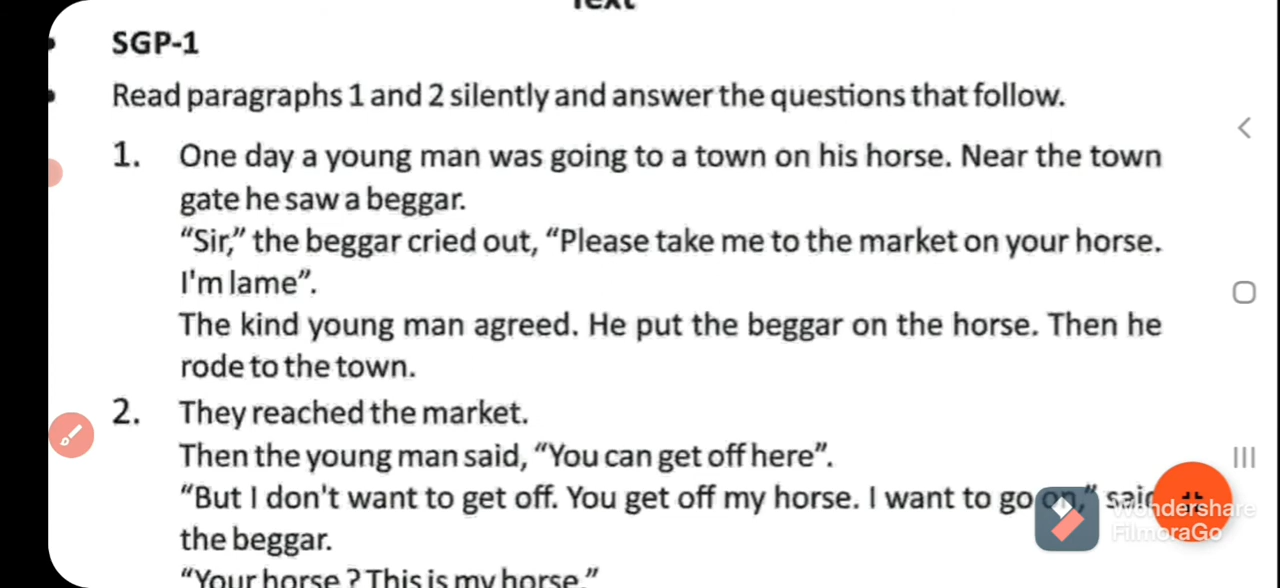 Text
SGP-1
Read paragraphs 1 and 2 silently and answer the questions that follow.
1. One day a young man was going to a town on his horse. Near the town
gate he saw a beggar.
“Sir,” the beggar cried out, “Please take me to the market on your horse.
I'm lame”.
The kind young man agreed. He put the beggar on the horse. Then he
rode to the town.
2. They reached the market.
Then the young man said, “You can get off here”.
“But I don't want to get off. You get off my horse. I want to go on,” said
the beggar.
“Your horse ? This is my horse.”
Wondershare
FilmoraGo